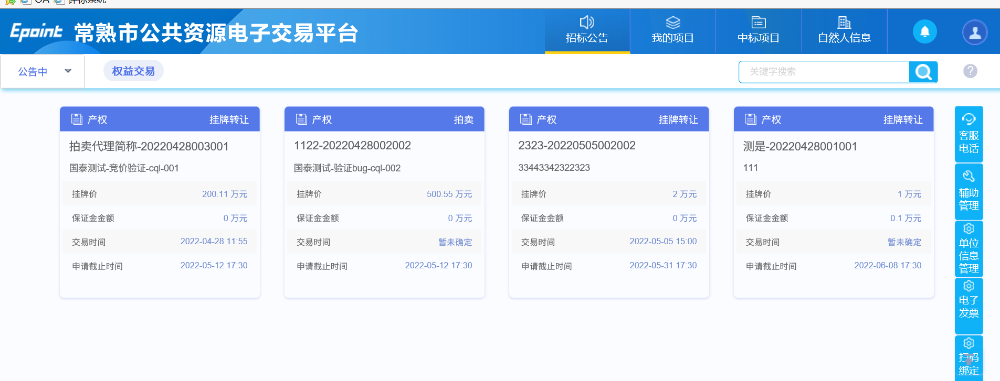 OA 评标系统
Epoint 常熟市公共资源电子交易平台
招标公告
我的项目
中标项目
自然人信息
公告中
权益交易
关键字搜索
?
产权 挂牌转让
拍卖代理简称-20220428003001
国泰测试-竞价验证-cql-001
挂牌价 200.11 万元
保证金金额 0 万元
交易时间 2022-04-28 11:55
申请截止时间 2022-05-12 17:30
产权 拍卖
1122-20220428002002
国泰测试-验证bug-cql-002
挂牌价 500.55 万元
保证金金额 0 万元
交易时间 暂未确定
申请截止时间 2022-05-12 17:30
产权 挂牌转让
2323-20220505002002
33443342322323
挂牌价 2 万元
保证金金额 0 万元
交易时间 2022-05-05 15:00
申请截止时间 2022-05-31 17:30
产权 挂牌转让
测是-20220428001001
111
挂牌价 1 万元
保证金金额 0.1 万元
交易时间 暂未确定
申请截止时间 2022-06-08 17:30
客服
电话
辅助
管理
单位
信息
管理
电子
发票
扫码
绑定